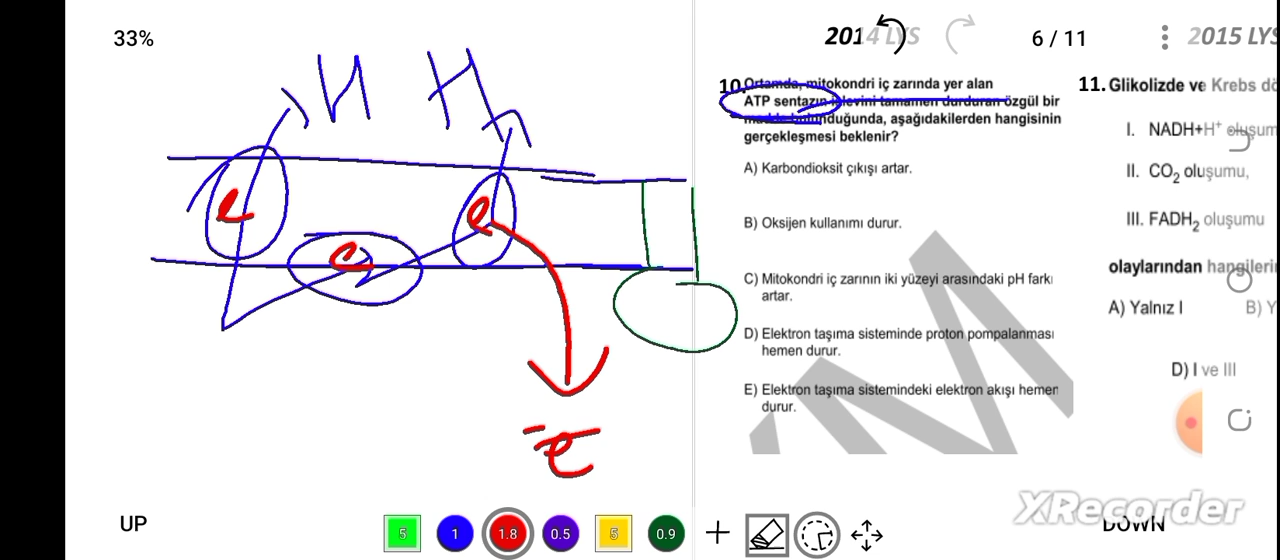 33%
2014 LYS
6 / 11
2015 LYS
10. Ortamda, mitokondri iç zarında yer alan
ATP sentazın işlevini tamamen durduran özgül bir
madde bulunduğunda, aşağıdakilerden hangisinin
gerçekleşmesi beklenir?
A) Karbondioksit çıkışı artar.
B) Oksijen kullanımı durur.
C) Mitokondri iç zarının iki yüzeyi arasındaki pH farkı
artar.
D) Elektron taşıma sisteminde proton pompalanması
hemen durur.
E) Elektron taşıma sistemindeki elektron akışı hemen
durur.
11. Glikolizde ve Krebs
I. NADH+H⁺
II. CO₂ oluşumu,
III. FADH₂ oluşumu
olaylarından
A) Yalnız I
B)
D) I ve III
H
e
e
e
UP
5
1
1.8
0.5
5
0.9
DOWN
XRecorder